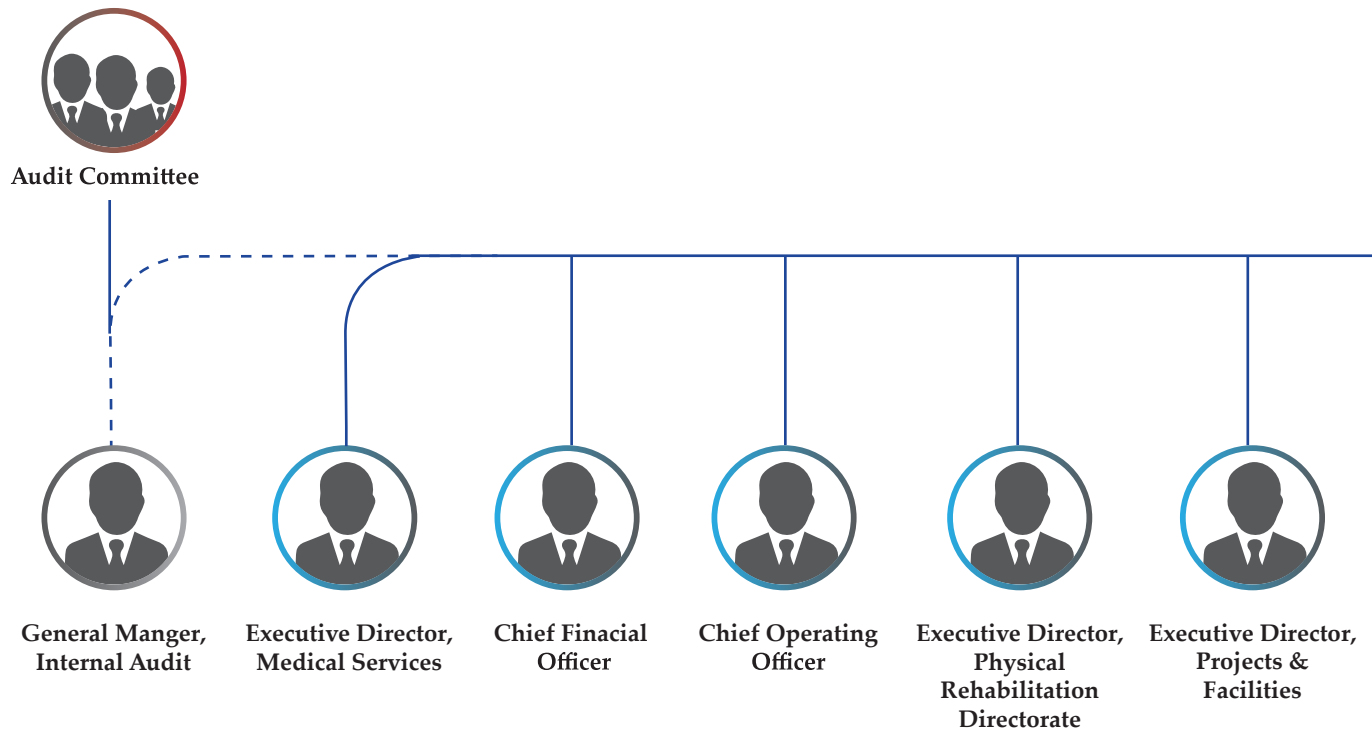 Audit Committee
General Manger,
Internal Audit
Executive Director,
Medical Services
Chief Finacial
Officer
Chief Operating
Officer
Executive Director,
Physical
Rehabilitation
Directorate
Executive Director,
Projects &
Facilities